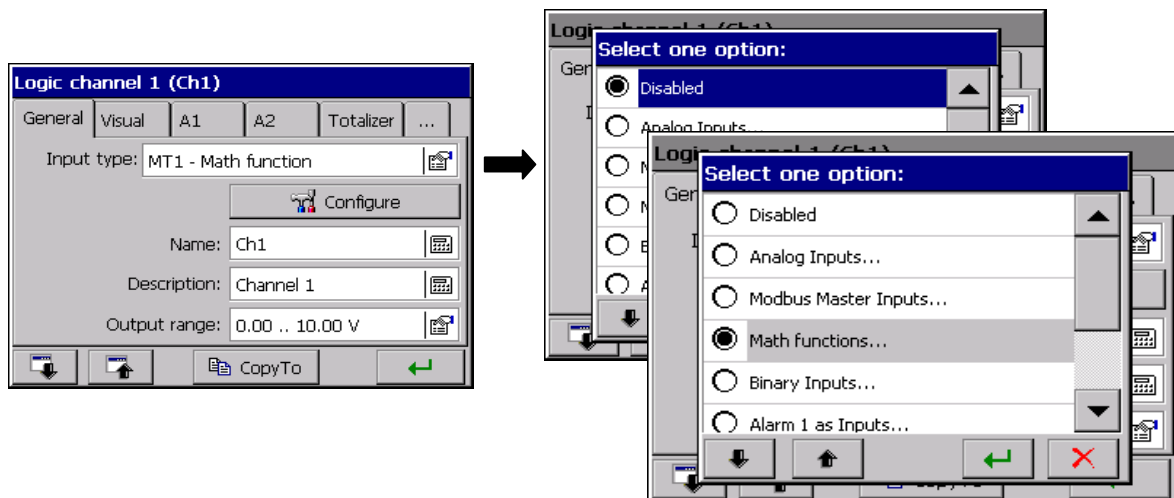 Logic channel 1 (Ch1)
General Visual A1 A2 Totalizer ...
Input type: MT1 - Math function
Configure
Name: Ch1
Description: Channel 1
Output range: 0.00 .. 10.00 V
CopyTo
Select one option:
Disabled
Analog Inputs...
Select one option:
Disabled
Analog Inputs...
Modbus Master Inputs...
Math functions...
Binary Inputs...
Alarm 1 as Inputs...